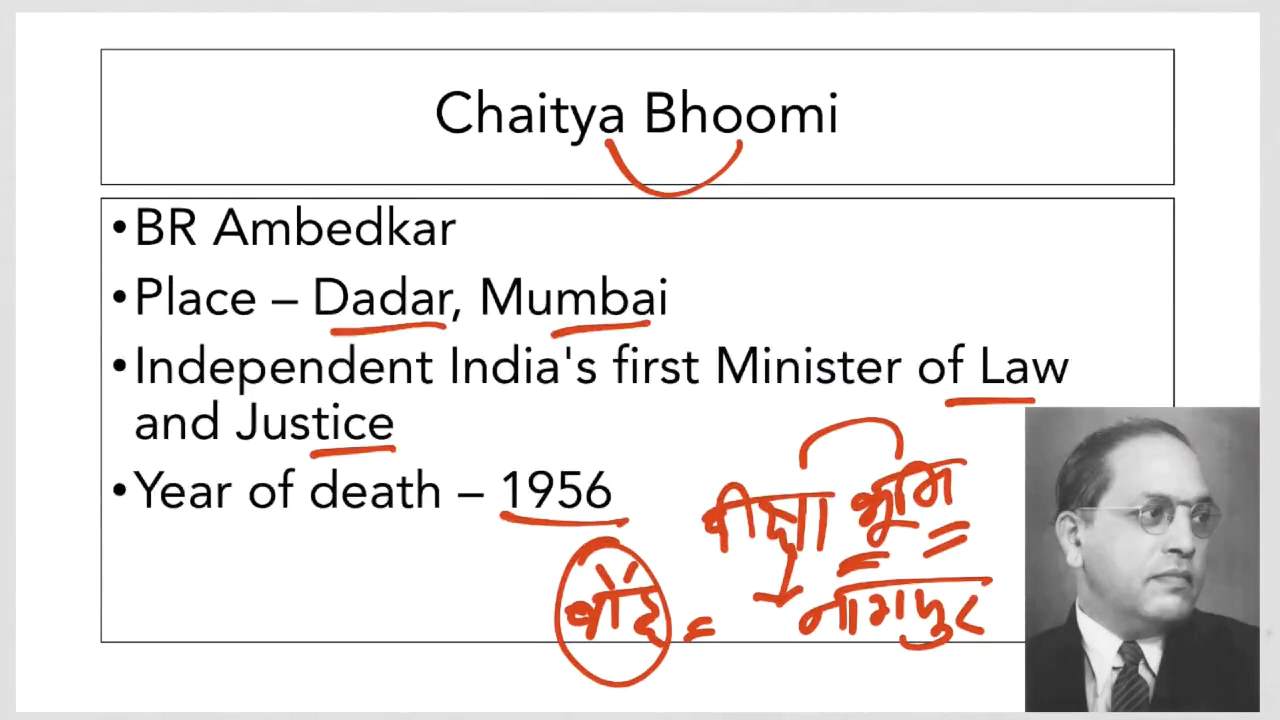 Chaitya Bhoomi
•BR Ambedkar
•Place – Dadar, Mumbai
•Independent India's first Minister of Law
and Justice
•Year of death – 1956
दीक्षा भूमि
बौद्ध =
नागपुर